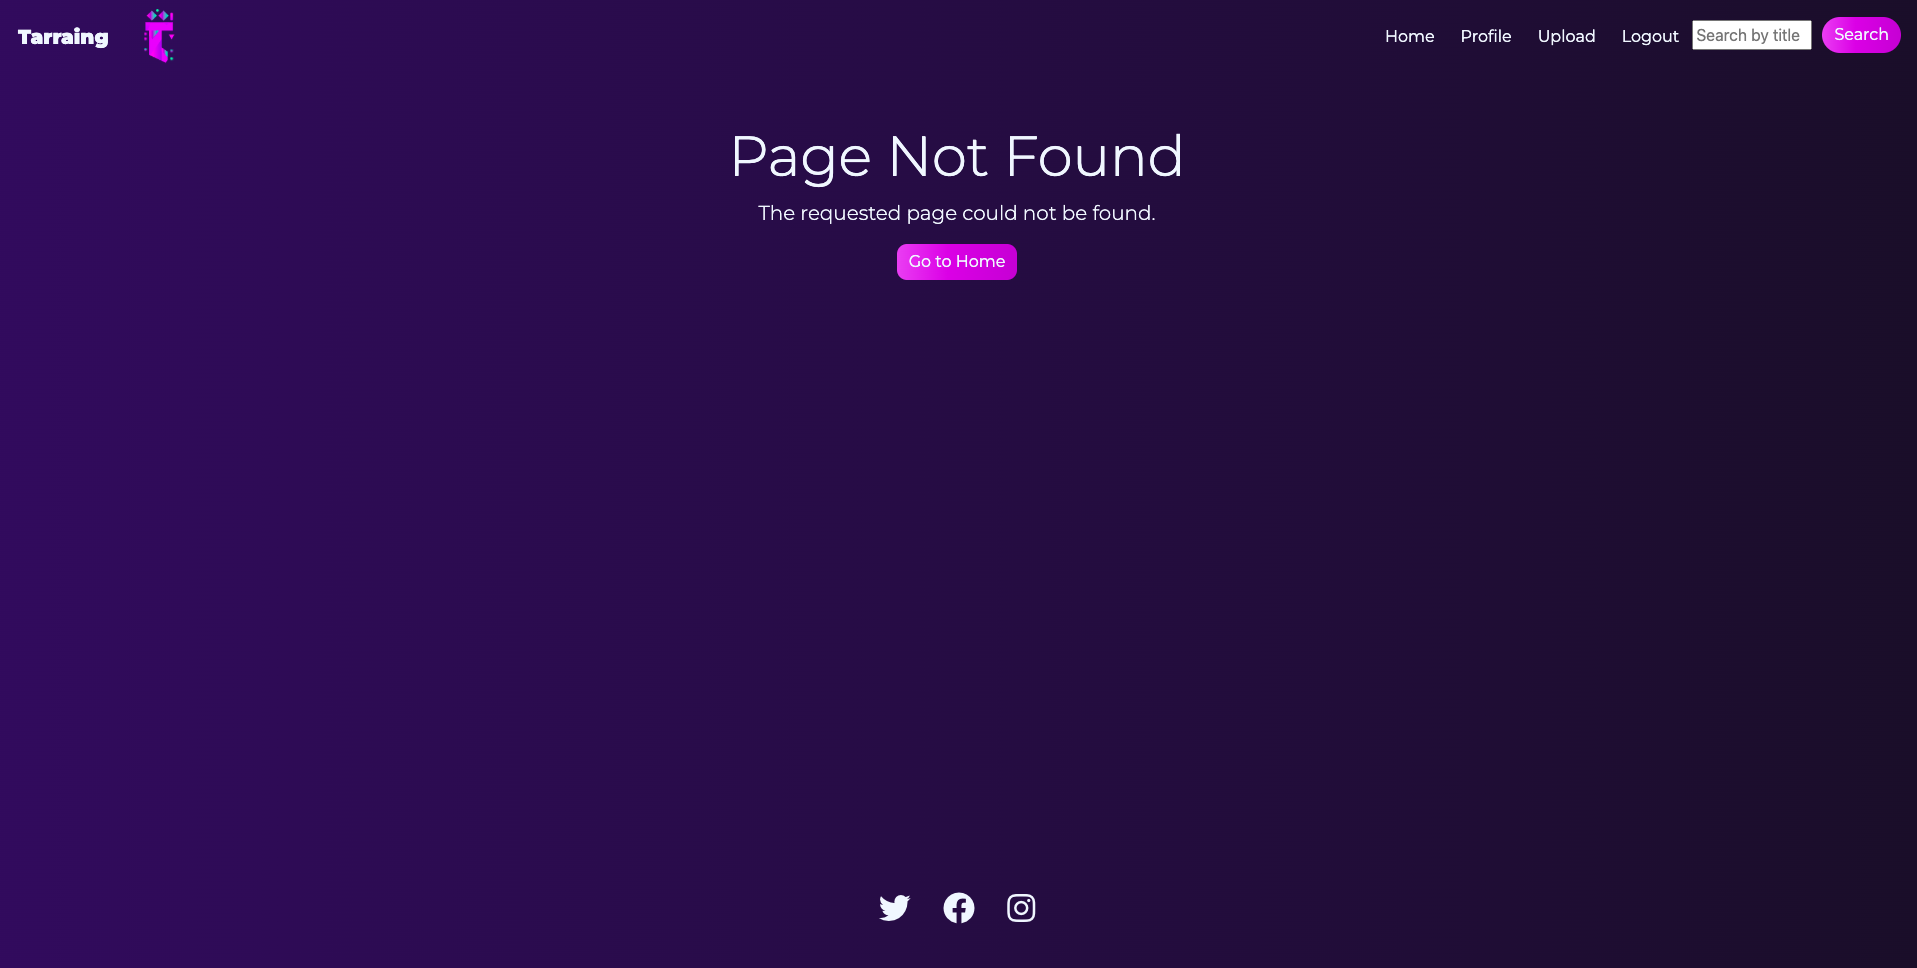 Tarraing
Home Profile Upload Logout Search by title Search
Page Not Found
The requested page could not be found.
Go to Home